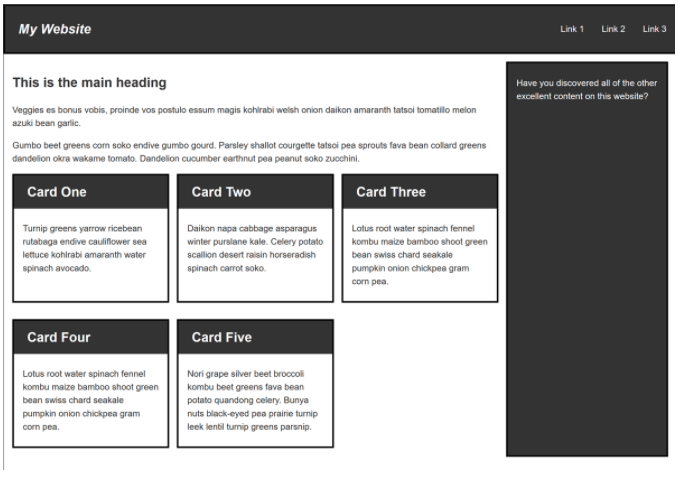 My Website
Link 1
Link 2
Link 3
This is the main heading
Veggies es bonus vobis, proinde vos postulo essum magis kohlrabi welsh onion daikon amaranth tatsoi tomatillo melon
azuki bean garlic.
Gumbo beet greens corn soko endive gumbo gourd. Parsley shallot courgette tatsoi pea sprouts fava bean collard greens
dandelion okra wakame tomato. Dandelion cucumber earthnut pea peanut soko zucchini.
Card One
Turnip greens yarrow ricebean
rutabaga endive cauliflower sea
lettuce kohlrabi amaranth water
spinach avocado.
Card Two
Daikon napa cabbage asparagus
winter purslane kale. Celery potato
scallion desert raisin horseradish
spinach carrot soko.
Card Three
Lotus root water spinach fennel
kombu maize bamboo shoot green
bean swiss chard seakale
pumpkin onion chickpea gram
corn pea.
Card Four
Lotus root water spinach fennel
kombu maize bamboo shoot green
bean swiss chard seakale
pumpkin onion chickpea gram
corn pea.
Card Five
Nori grape silver beet broccoli
kombu beet greens fava bean
potato quandong celery. Bunya
nuts black-eyed pea prairie turnip
leek lentil turnip greens parsnip.
Have you discovered all of the other
excellent content on this website?